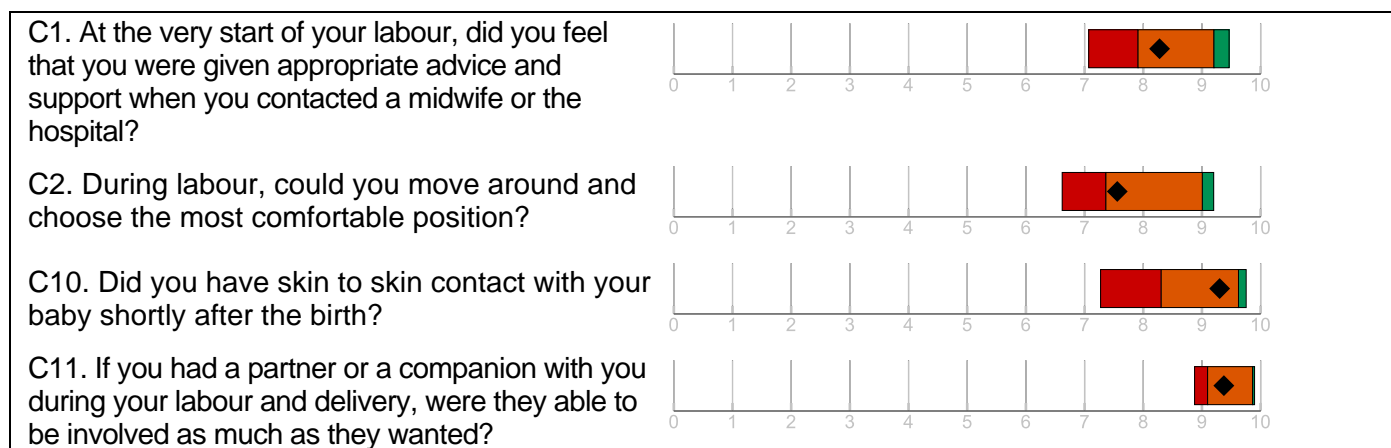 C1. At the very start of your labour, did you feel
that you were given appropriate advice and
support when you contacted a midwife or the
hospital?
0 1 2 3 4 5 6 7 8 9 10
C2. During labour, could you move around and
choose the most comfortable position?
0 1 2 3 4 5 6 7 8 9 10
C10. Did you have skin to skin contact with your
baby shortly after the birth?
0 1 2 3 4 5 6 7 8 9 10
C11. If you had a partner or a companion with you
during your labour and delivery, were they able to
be involved as much as they wanted?
0 1 2 3 4 5 6 7 8 9 10